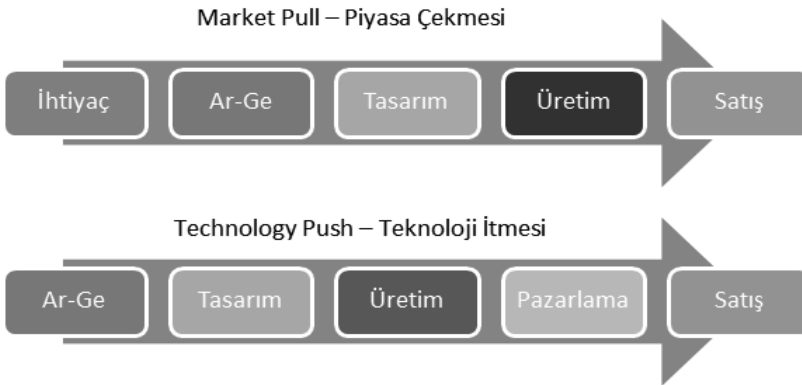 Market Pull – Piyasa Çekmesi
İhtiyaç Ar-Ge Tasarım Üretim Satış
Technology Push – Teknoloji İtmesi
Ar-Ge Tasarım Üretim Pazarlama Satış